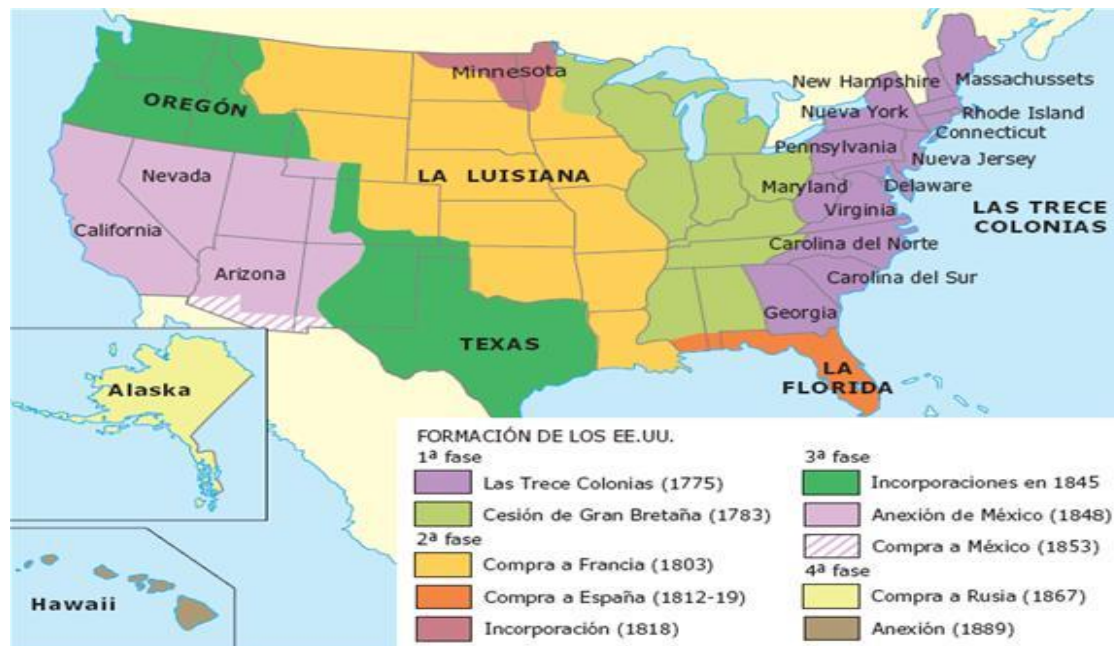 Minnesota
New Hampshire
Massachussets
OREGÓN
Nueva York
Rhode Island
Connecticut
Pennsylvania
Nueva Jersey
Nevada
LA LUISIANA
Maryland
Delaware
Virginia
LAS TRECE
COLONIAS
California
Carolina del Norte
Arizona
Carolina del Sur
Georgia
TEXAS
LA
FLORIDA
Alaska
Hawaii
FORMACIÓN DE LOS EE.UU.
1ª fase
Las Trece Colonias (1775)
Cesión de Gran Bretaña (1783)
2ª fase
Compra a Francia (1803)
Compra a España (1812-19)
Incorporación (1818)
3ª fase
Incorporaciones en 1845
Anexión de México (1848)
Compra a México (1853)
4ª fase
Compra a Rusia (1867)
Anexión (1889)